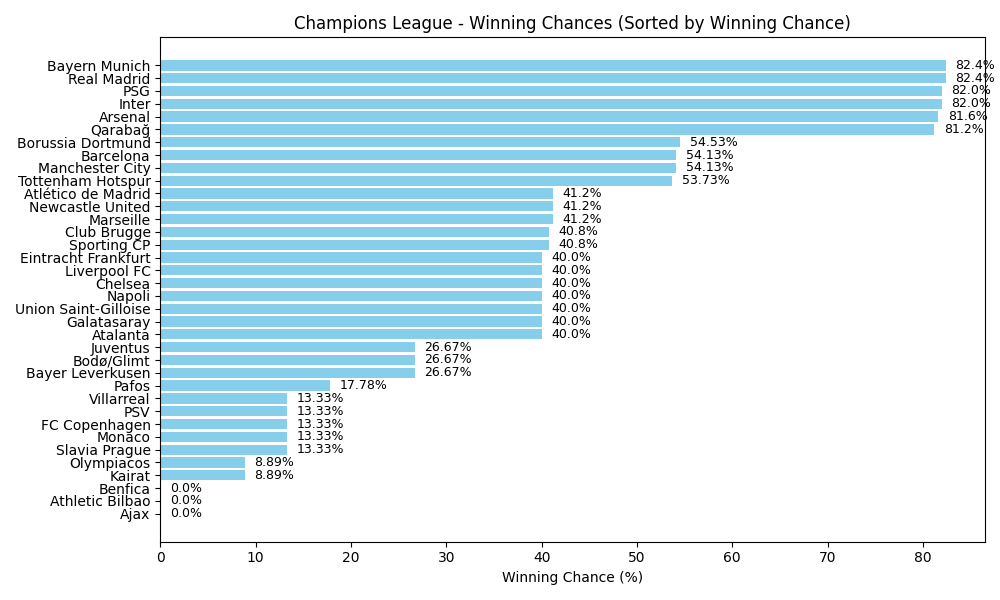 Champions League - Winning Chances (Sorted by Winning Chance)
Bayern Munich 82.4%
Real Madrid 82.4%
PSG 82.0%
Inter 82.0%
Arsenal 81.6%
Qarabağ 81.2%
Borussia Dortmund 54.53%
Barcelona 54.13%
Manchester City 54.13%
Tottenham Hotspur 53.73%
Atlético de Madrid 41.2%
Newcastle United 41.2%
Marseille 41.2%
Club Brugge 40.8%
Sporting CP 40.8%
Eintracht Frankfurt 40.0%
Liverpool FC 40.0%
Chelsea 40.0%
Napoli 40.0%
Union Saint-Gilloise 40.0%
Galatasaray 40.0%
Atalanta 40.0%
Juventus 26.67%
Bodø/Glimt 26.67%
Bayer Leverkusen 26.67%
Pafos 17.78%
Villarreal 13.33%
PSV 13.33%
FC Copenhagen 13.33%
Monaco 13.33%
Slavia Prague 13.33%
Olympiacos 8.89%
Kairat 8.89%
Benfica 0.0%
Athletic Bilbao 0.0%
Ajax 0.0%
0 10 20 30 40 50 60 70 80
Winning Chance (%)